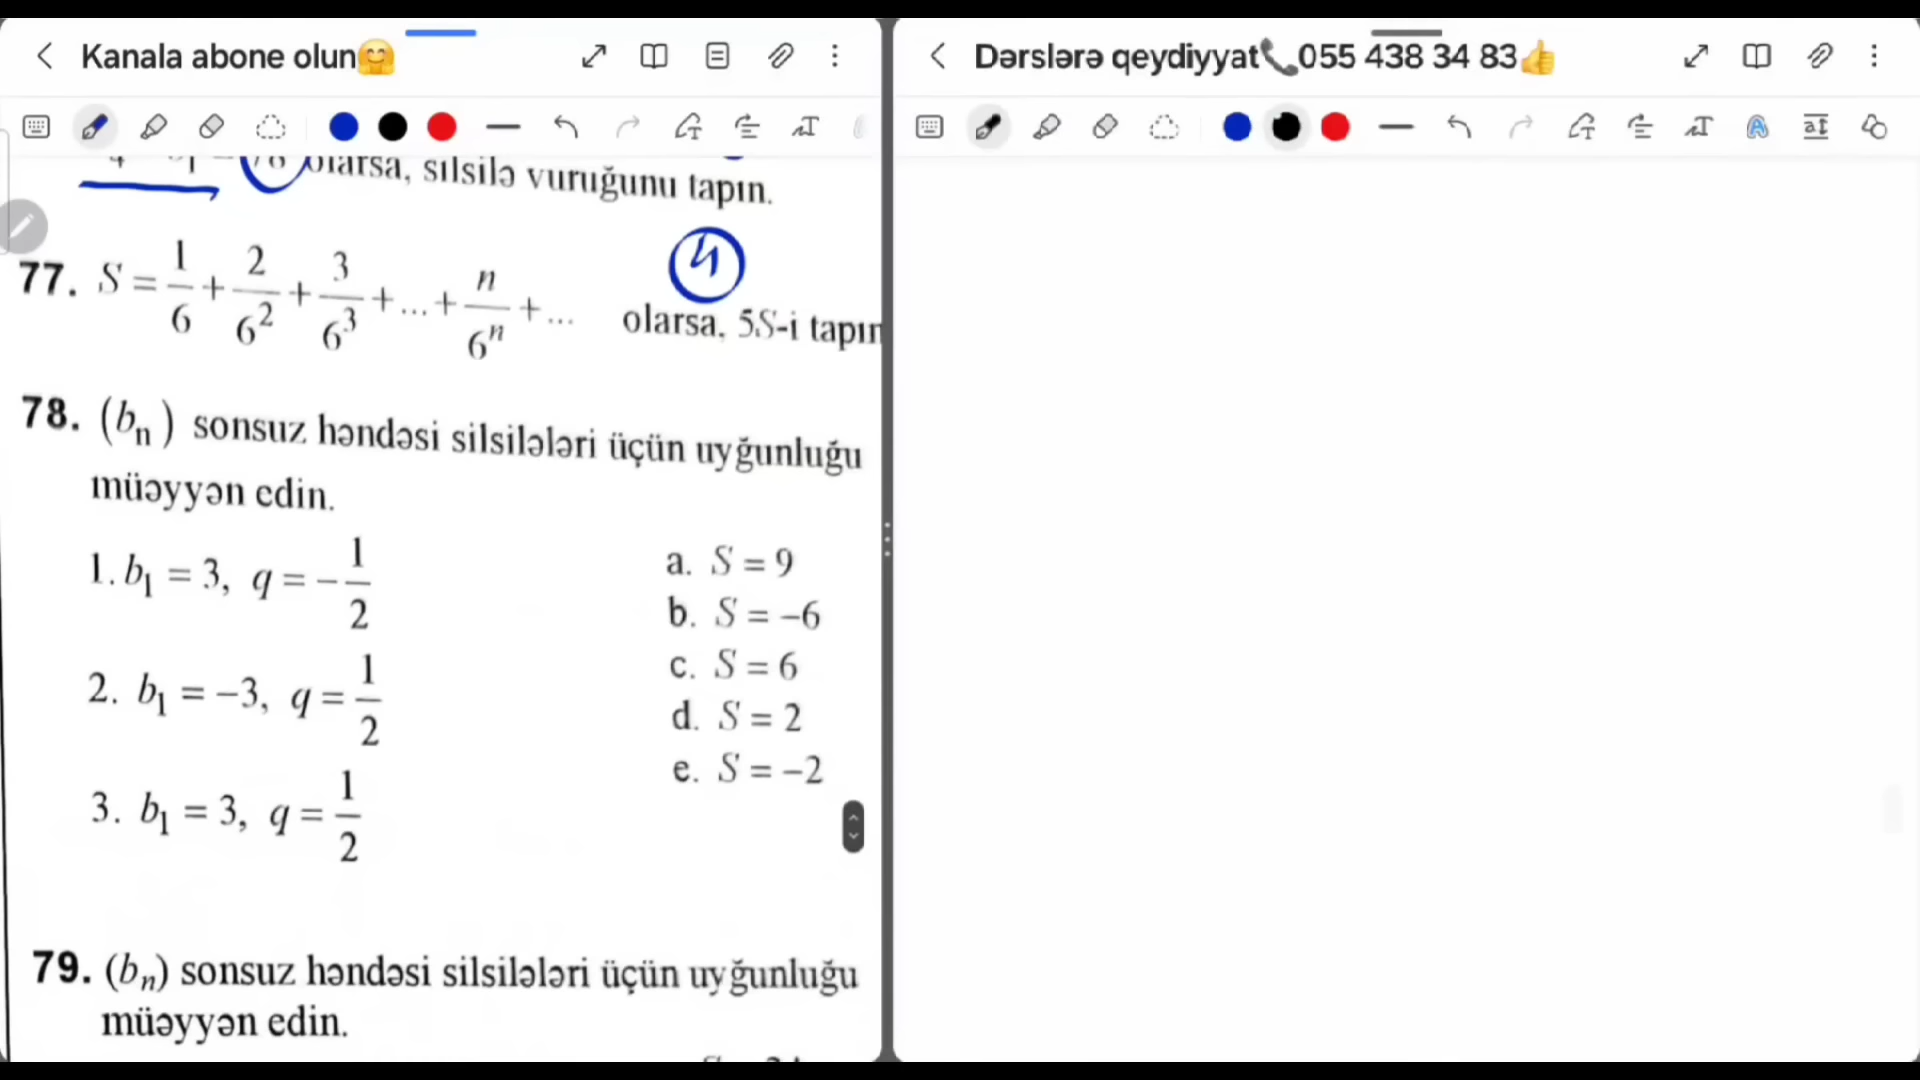 Kanala abone olun🤗
Dərslərə qeydiyyat📞055 438 34 83👍
olarsa, silsilə vuruğunu tapın.
4
77. S = 1/6 + 2/6² + 3/6³ + ... + n/6ⁿ + ... olarsa, 5S-i tapın
78. (bₙ) sonsuz həndəsi silsilələri üçün uyğunluğu
müəyyən edin.
1. b₁ = 3, q = -1/2
2. b₁ = -3, q = 1/2
3. b₁ = 3, q = 1/2
a. S = 9
b. S = -6
c. S = 6
d. S = 2
e. S = -2
79. (bₙ) sonsuz həndəsi silsilələri üçün uyğunluğu
müəyyən edin.